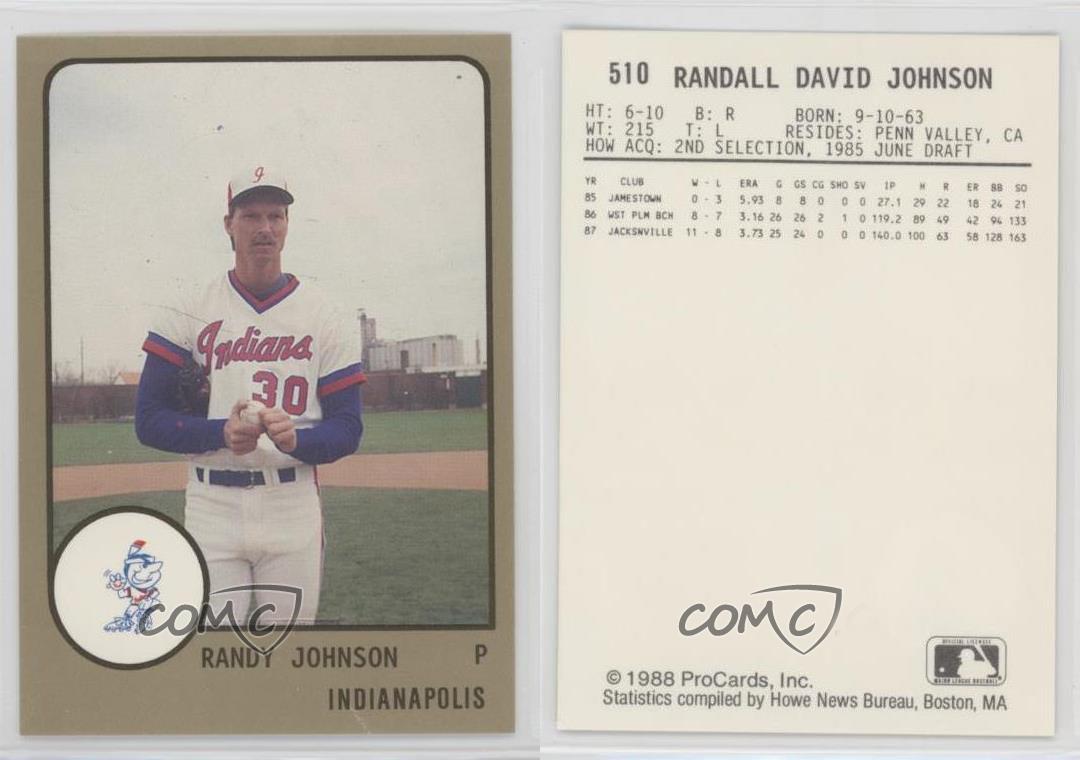 I
Indians
30
COMC
RANDY JOHNSON P
INDIANAPOLIS
510 RANDALL DAVID JOHNSON
HT: 6-10 B: R BORN: 9-10-63
WT: 215 T: L RESIDES: PENN VALLEY, CA
HOW ACQ: 2ND SELECTION, 1985 JUNE DRAFT
YR CLUB W - L ERA G GS CG SHO SV IP H R ER BB SO
85 JAMESTOWN 0 - 3 5.93 8 8 0 0 0 27.1 29 22 18 24 21
86 WST PLM BCH 8 - 7 3.16 26 26 2 1 0 119.2 89 49 42 94 133
87 JACKSNVILLE 11 - 8 3.73 25 24 0 0 0 140.0 100 63 58 128 163
COMC
OFFICIAL LICENSEE
MAJOR LEAGUE BASEBALL
© 1988 ProCards, Inc.
Statistics compiled by Howe News Bureau, Boston, MA